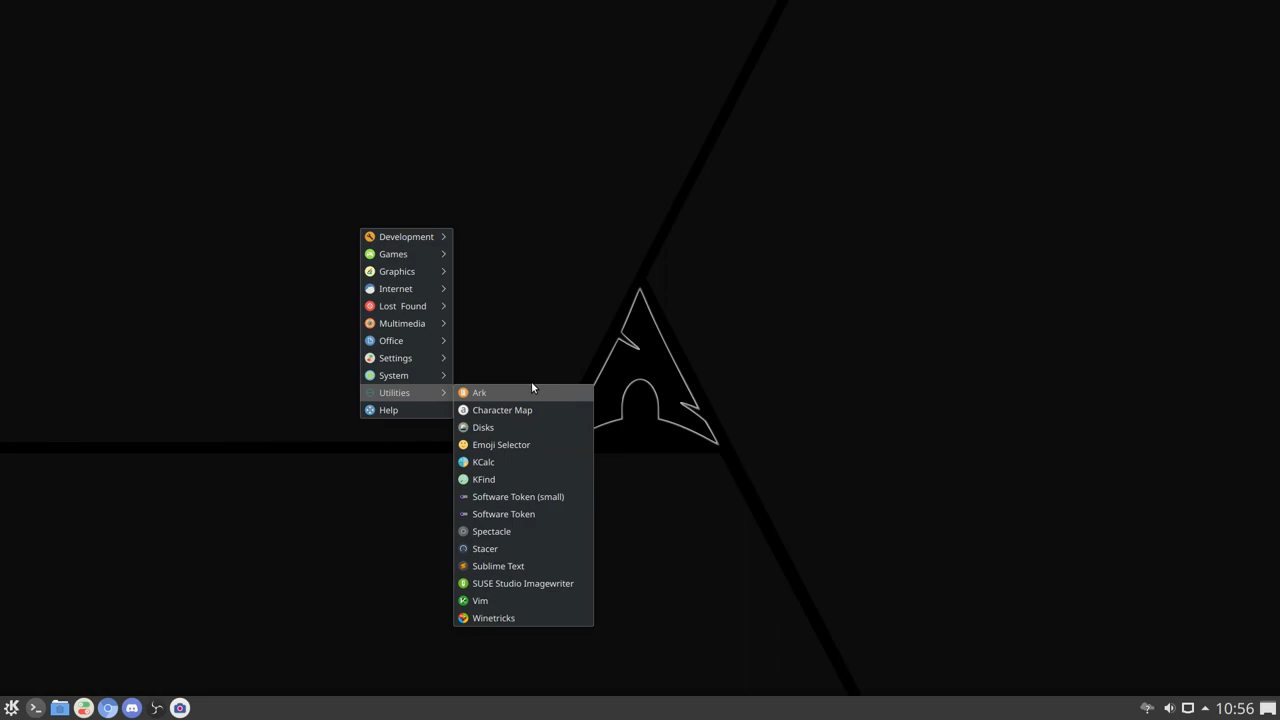 Development
Games
Graphics
Internet
Lost Found
Multimedia
Office
Settings
System
Utilities
Help
Ark
Character Map
Disks
Emoji Selector
KCalc
KFind
Software Token (small)
Software Token
Spectacle
Stacer
Sublime Text
SUSE Studio Imagewriter
Vim
Winetricks
10:56